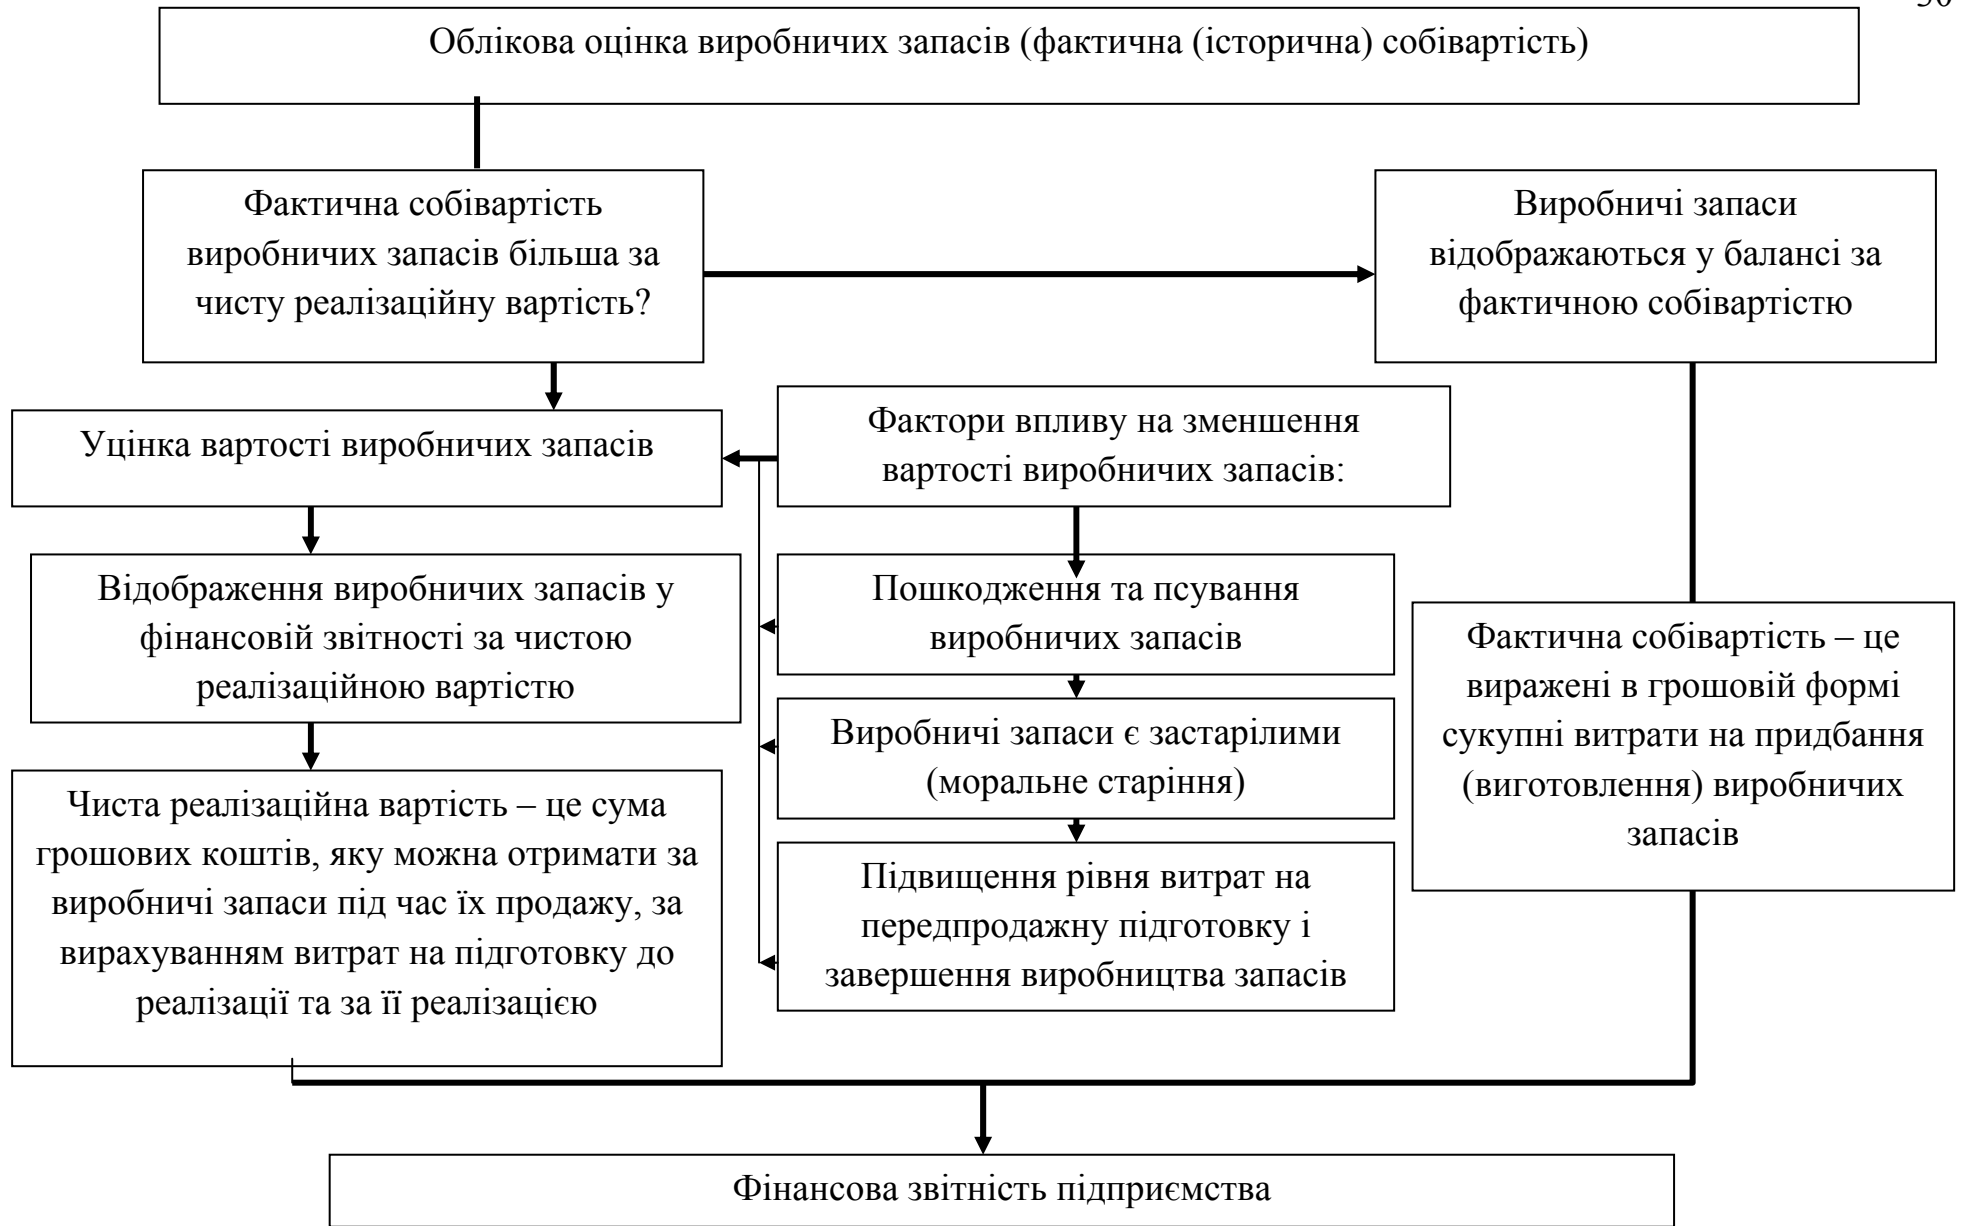 Облікова оцінка виробничих запасів (фактична (історична) собівартість)
Фактична собівартість
виробничих запасів більша за
чисту реалізаційну вартість?
Виробничі запаси
відображаються у балансі за
фактичною собівартістю
Уцінка вартості виробничих запасів
Фактори впливу на зменшення
вартості виробничих запасів:
Відображення виробничих запасів у
фінансовій звітності за чистою
реалізаційною вартістю
Пошкодження та псування
виробничих запасів
Виробничі запаси є застарілими
(моральне старіння)
Підвищення рівня витрат на
передпродажну підготовку і
завершення виробництва запасів
Фактична собівартість – це
виражені в грошовій формі
сукупні витрати на придбання
(виготовлення) виробничих
запасів
Чиста реалізаційна вартість – це сума
грошових коштів, яку можна отримати за
виробничі запаси під час їх продажу, за
вирахуванням витрат на підготовку до
реалізації та за її реалізацією
Фінансова звітність підприємства